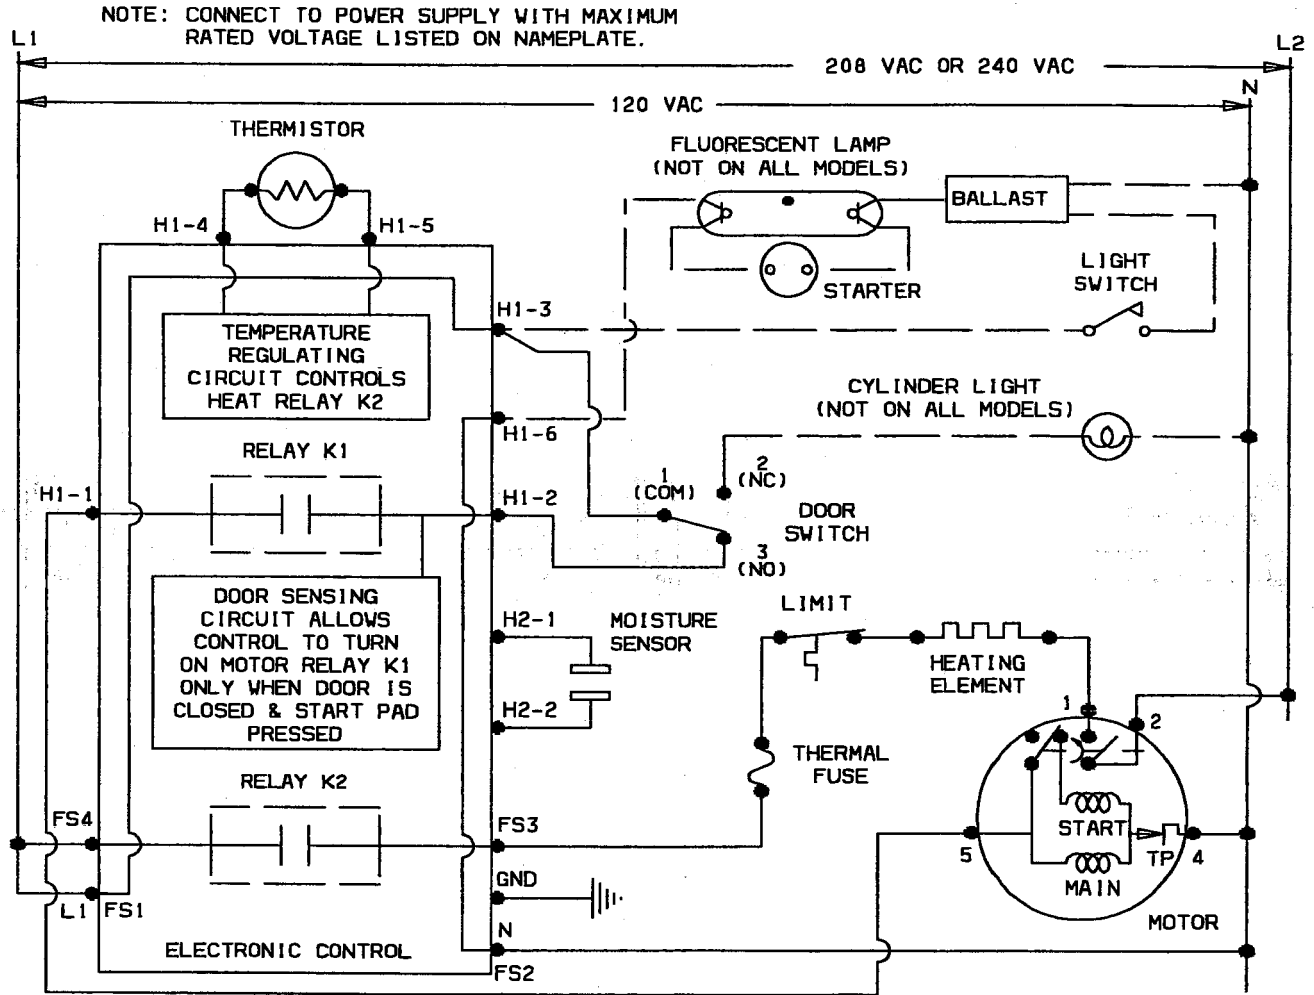 NOTE: CONNECT TO POWER SUPPLY WITH MAXIMUM
RATED VOLTAGE LISTED ON NAMEPLATE.
L1
L2
208 VAC OR 240 VAC
N
120 VAC
THERMISTOR
FLUORESCENT LAMP
(NOT ON ALL MODELS)
BALLAST
H1-4
H1-5
STARTER
LIGHT
SWITCH
H1-3
TEMPERATURE
REGULATING
CIRCUIT CONTROLS
HEAT RELAY K2
CYLINDER LIGHT
(NOT ON ALL MODELS)
H1-6
RELAY K1
H1-1
H1-2
1
(COM)
2
(NC)
DOOR
SWITCH
3
(NO)
DOOR SENSING
CIRCUIT ALLOWS
CONTROL TO TURN
ON MOTOR RELAY K1
ONLY WHEN DOOR IS
CLOSED & START PAD
PRESSED
H2-1
MOISTURE
SENSOR
H2-2
LIMIT
HEATING
ELEMENT
1
2
THERMAL
FUSE
RELAY K2
FS4
FS3
START
5
TP
4
MAIN
GND
L1
FS1
MOTOR
N
ELECTRONIC CONTROL
FS2